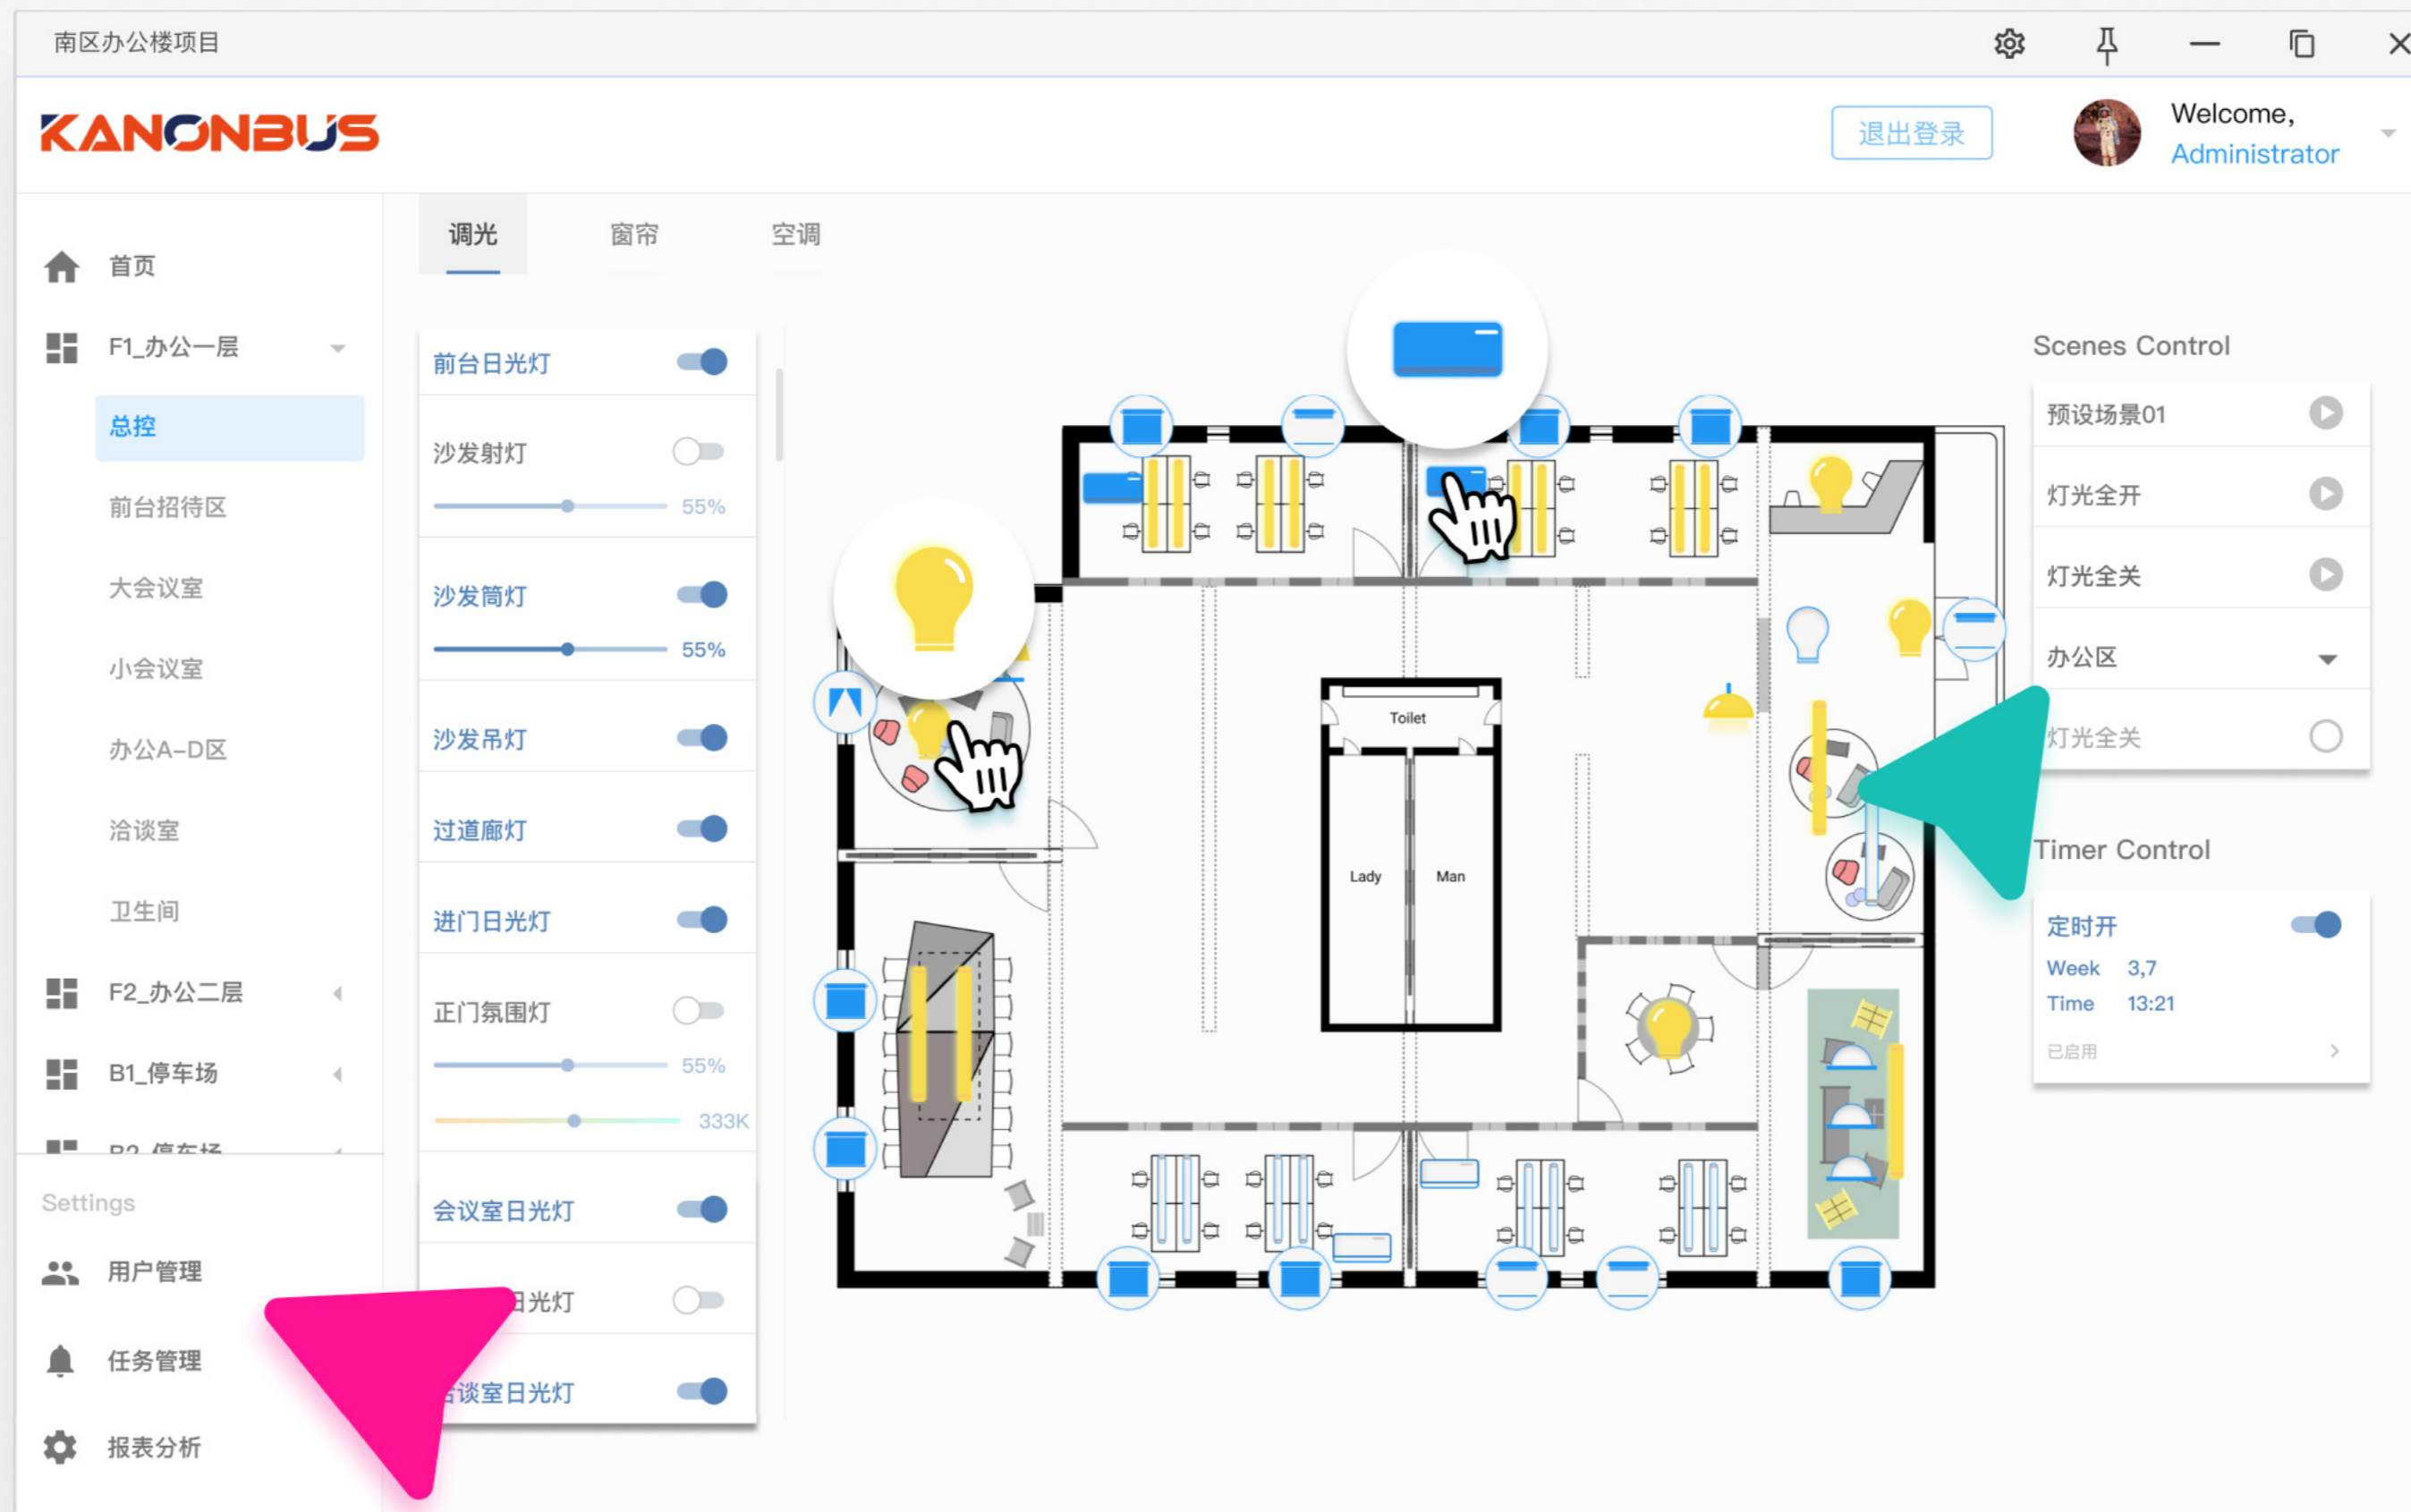 南区办公楼项目
KANONBUS
退出登录
Welcome,
Administrator
首页
F1_办公一层
总控
前台招待区
大会议室
小会议室
办公A-D区
洽谈室
卫生间
F2_办公二层
B1_停车场
B2_停车场
Settings
用户管理
任务管理
报表分析
调光
窗帘
空调
前台日光灯
沙发射灯
55%
沙发筒灯
55%
沙发吊灯
过道廊灯
进门日光灯
正门氛围灯
55%
333K
会议室日光灯
日光灯
谈室日光灯
Toilet
Lady
Man
Scenes Control
预设场景01
灯光全开
灯光全关
办公区
灯光全关
Timer Control
定时开
Week 3,7
Time 13:21
已启用